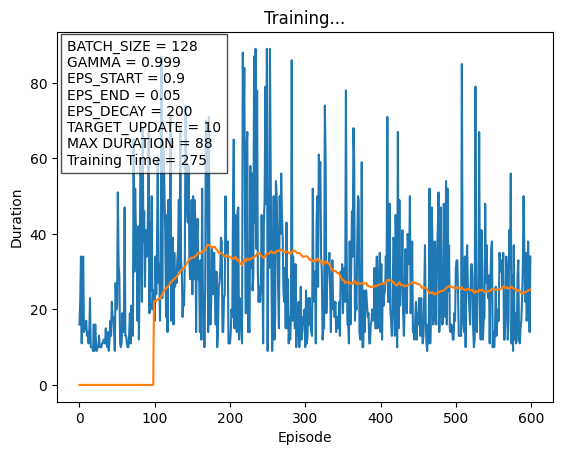 Training...
BATCH_SIZE = 128
GAMMA = 0.999
EPS_START = 0.9
EPS_END = 0.05
EPS_DECAY = 200
TARGET_UPDATE = 10
MAX DURATION = 88
Training Time = 275
Duration
80
60
40
20
0
0 100 200 300 400 500 600
Episode